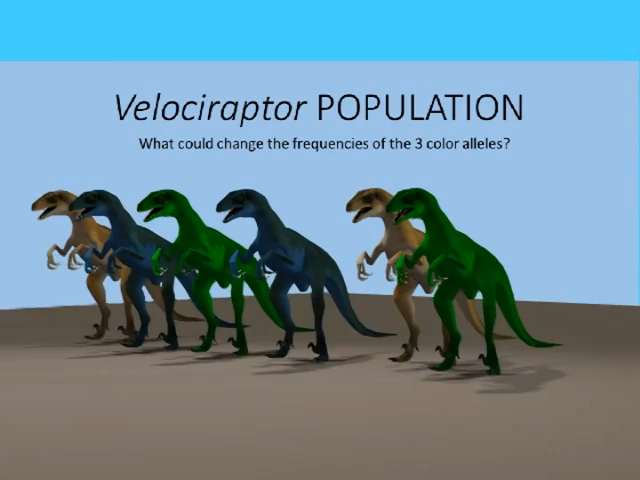 Velociraptor POPULATION
What could change the frequencies of the 3 color alleles?